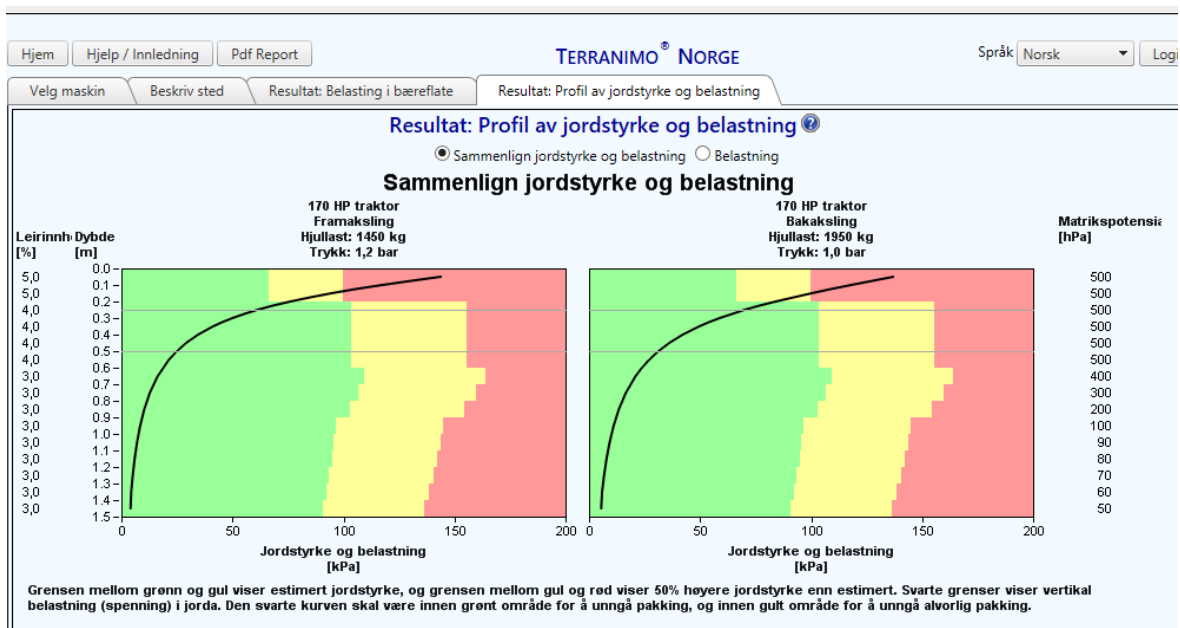 Hjem Hjelp / Innledning Pdf Report TERRANIMO® NORGE Språk Norsk Logi
Velg maskin Beskriv sted Resultat: Belasting i bæreflate Resultat: Profil av jordstyrke og belastning
Resultat: Profil av jordstyrke og belastning ?
Sammenlign jordstyrke og belastning Belastning
Sammenlign jordstyrke og belastning
170 HP traktor
Framaksling
Hjullast: 1450 kg
Trykk: 1,2 bar
170 HP traktor
Bakaksling
Hjullast: 1950 kg
Trykk: 1,0 bar
Leirinnh
[%]
5,0
5,0
4,0
4,0
4,0
4,0
3,0
3,0
3,0
3,0
3,0
3,0
3,0
3,0
3,0
Dybde
[m]
0.0
0.1
0.2
0.3
0.4
0.5
0.6
0.7
0.8
0.9
1.0
1.1
1.2
1.3
1.4
1.5
0 50 100 150 200
Jordstyrke og belastning
[kPa]
0 50 100 150 200
Jordstyrke og belastning
[kPa]
Matrikspotensia
[hPa]
500
500
500
500
500
500
400
300
200
100
90
80
70
60
50
Grensen mellom grønn og gul viser estimert jordstyrke, og grensen mellom gul og rød viser 50% høyere jordstyrke enn estimert. Svarte grenser viser vertikal
belastning (spenning) i jorda. Den svarte kurven skal være innen grønt område for å unngå pakking, og innen gult område for å unngå alvorlig pakking.